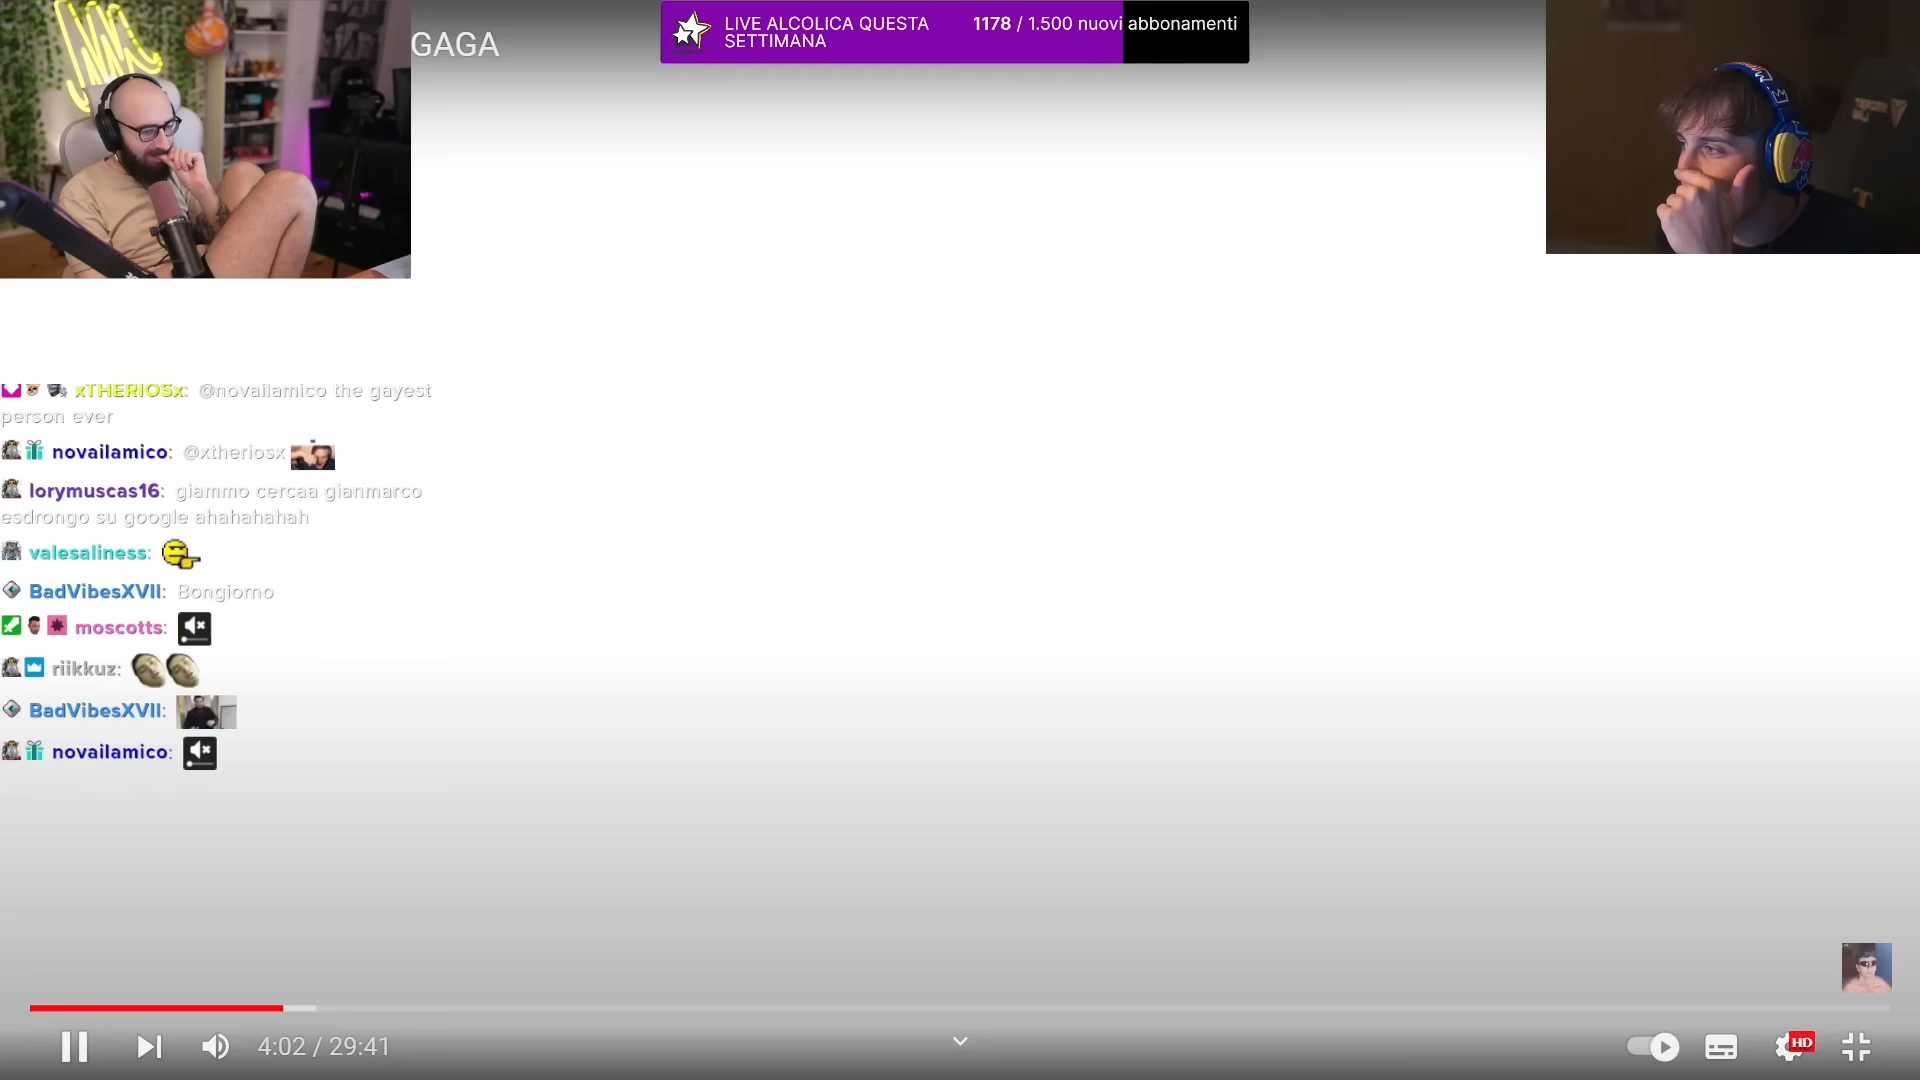 GAGA
LIVE ALCOLICA QUESTA
SETTIMANA
1178 / 1.500 nuovi abbonamenti
xTHERIOSx: @novailamico the gayest
person ever
novailamico: @xtheriosx
lorymuscas16: giammo cercaa gianmarco
esdrongo su google ahahahahah
valesaliness:
BadVibesXVII: Bongiorno
moscotts:
riikkuz:
BadVibesXVII:
novailamico:
4:02 / 29:41
HD